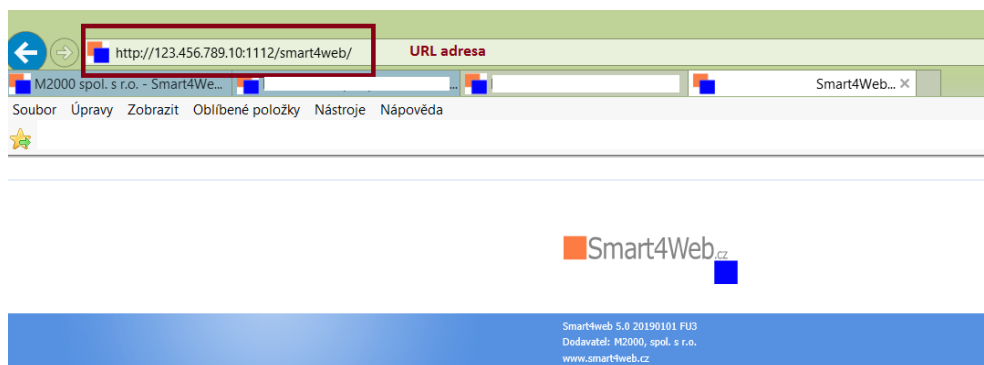 http://123.456.789.10:1112/smart4web/ URL adresa
M2000 spol. s r.o. - Smart4We... ... Smart4Web... ×
Soubor Úpravy Zobrazit Oblíbené položky Nástroje Nápověda
Smart4Web.cz
Smart4web 5.0 20190101 FU3
Dodavatel: M2000, spol. s r.o.
www.smart4web.cz